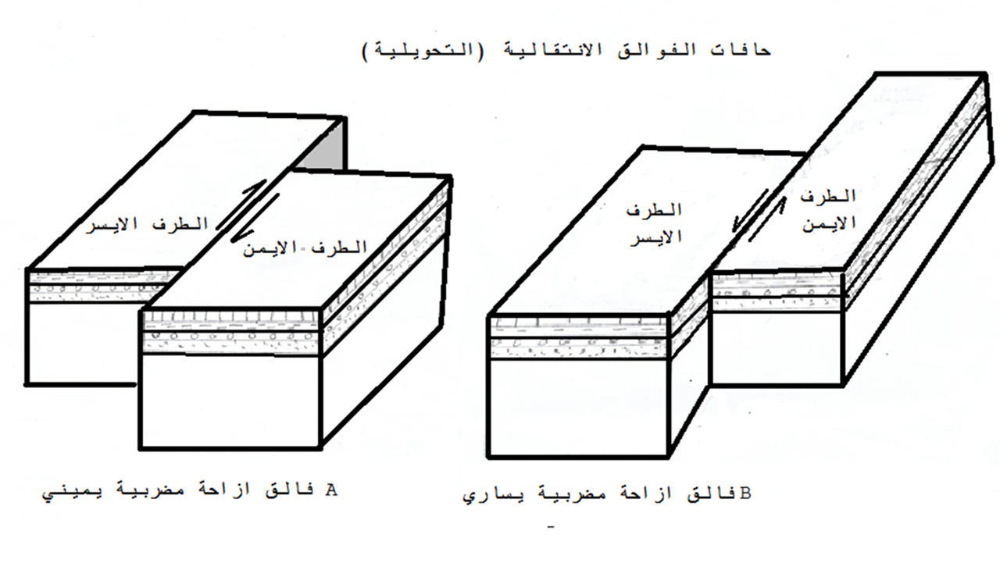 حافات الفوالق الانتقالية (التحويلية)
الطرف الايسر
الطرف الايمن
A فالق ازاحة مضربية يميني
الطرف
الايسر
الطرف
الايمن
B فالق ازاحة مضربية يساري